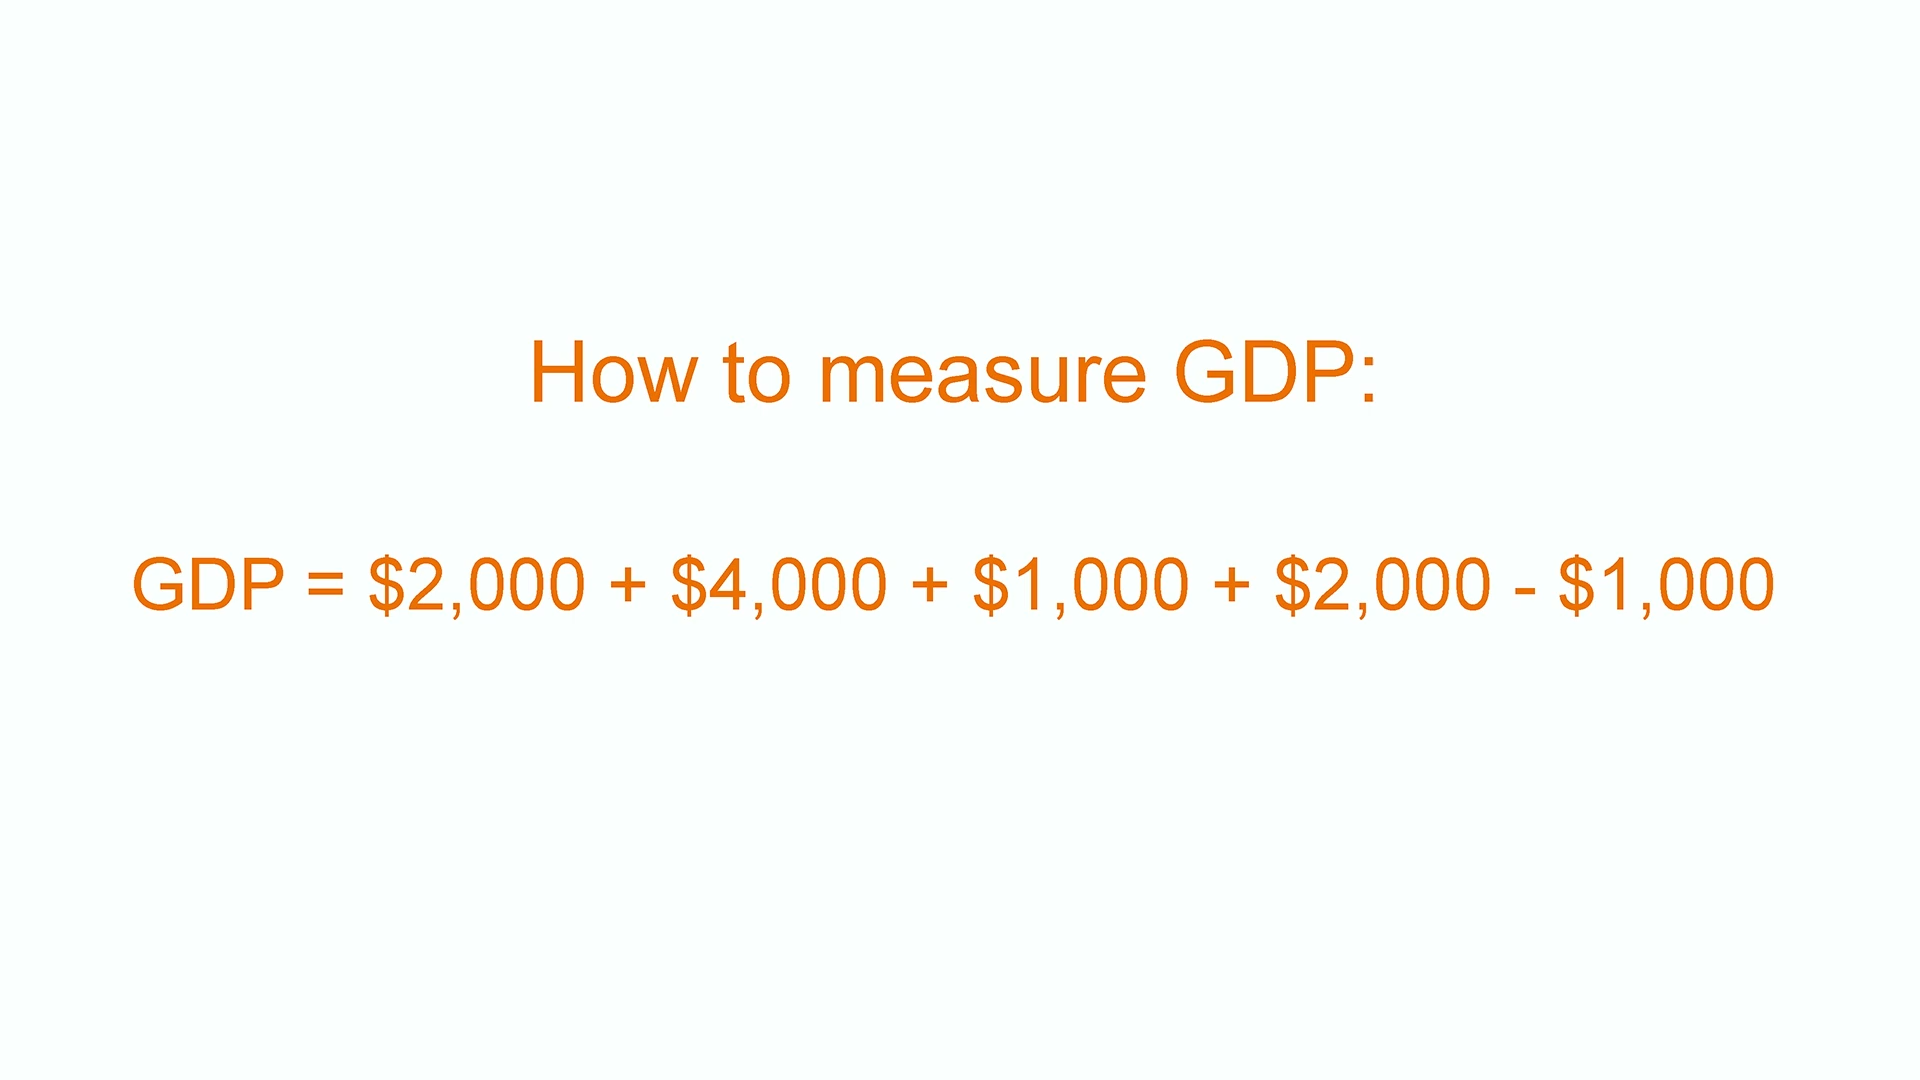 How to measure GDP:
GDP = $2,000 + $4,000 + $1,000 + $2,000 - $1,000